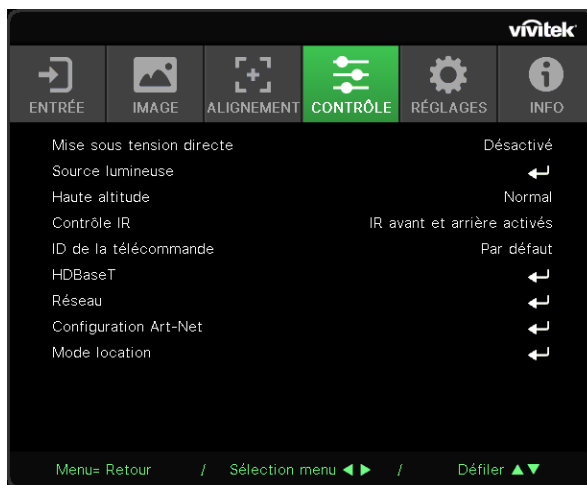 vivitek
ENTRÉE IMAGE ALIGNEMENT CONTRÔLE RÉGLAGES INFO
Mise sous tension directe Désactivé
Source lumineuse
Haute altitude Normal
Contrôle IR IR avant et arrière activés
ID de la télécommande Par défaut
HDBaseT
Réseau
Configuration Art-Net
Mode location
Menu= Retour / Sélection menu ◀ ▶ / Défiler ▲▼